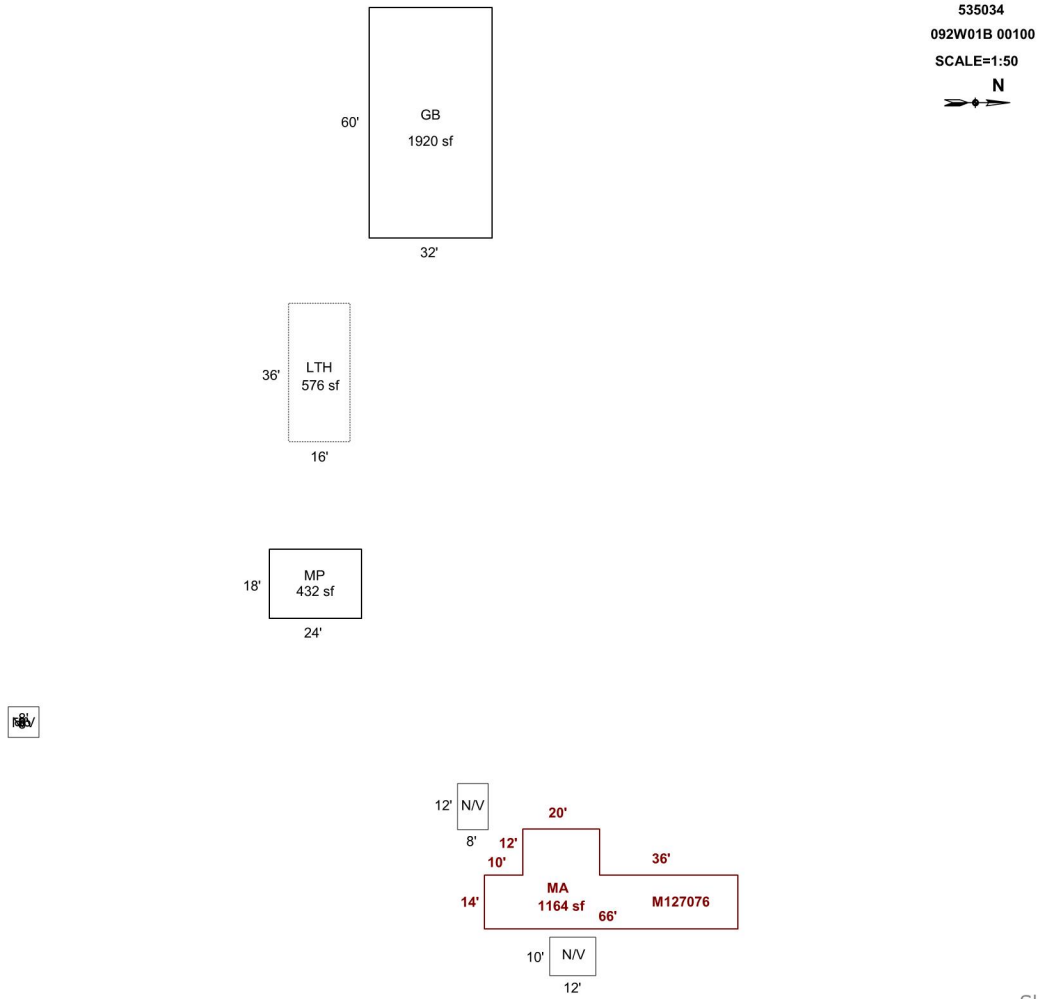 535034
092W01B 00100
SCALE=1:50
N
60'
GB
1920 sf
32'
36'
LTH
576 sf
16'
18'
MP
432 sf
24'
8'
12'
N/V
8'
20'
12'
10'
36'
14'
MA
1164 sf
66'
M127076
10'
N/V
12'